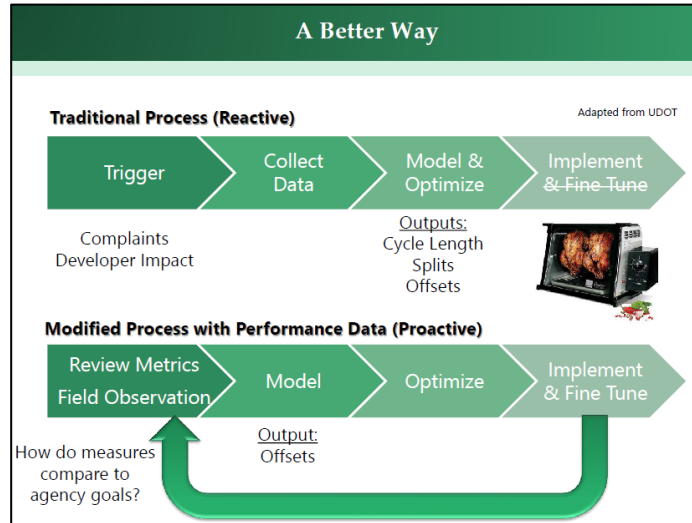 A Better Way
Traditional Process (Reactive)
Adapted from UDOT
Trigger
Collect
Data
Model &
Optimize
Implement
& Fine Tune
Complaints
Developer Impact
Outputs:
Cycle Length
Splits
Offsets
Modified Process with Performance Data (Proactive)
Review Metrics
Field Observation
Model
Optimize
Implement
& Fine Tune
How do measures
compare to
agency goals?
Output:
Offsets